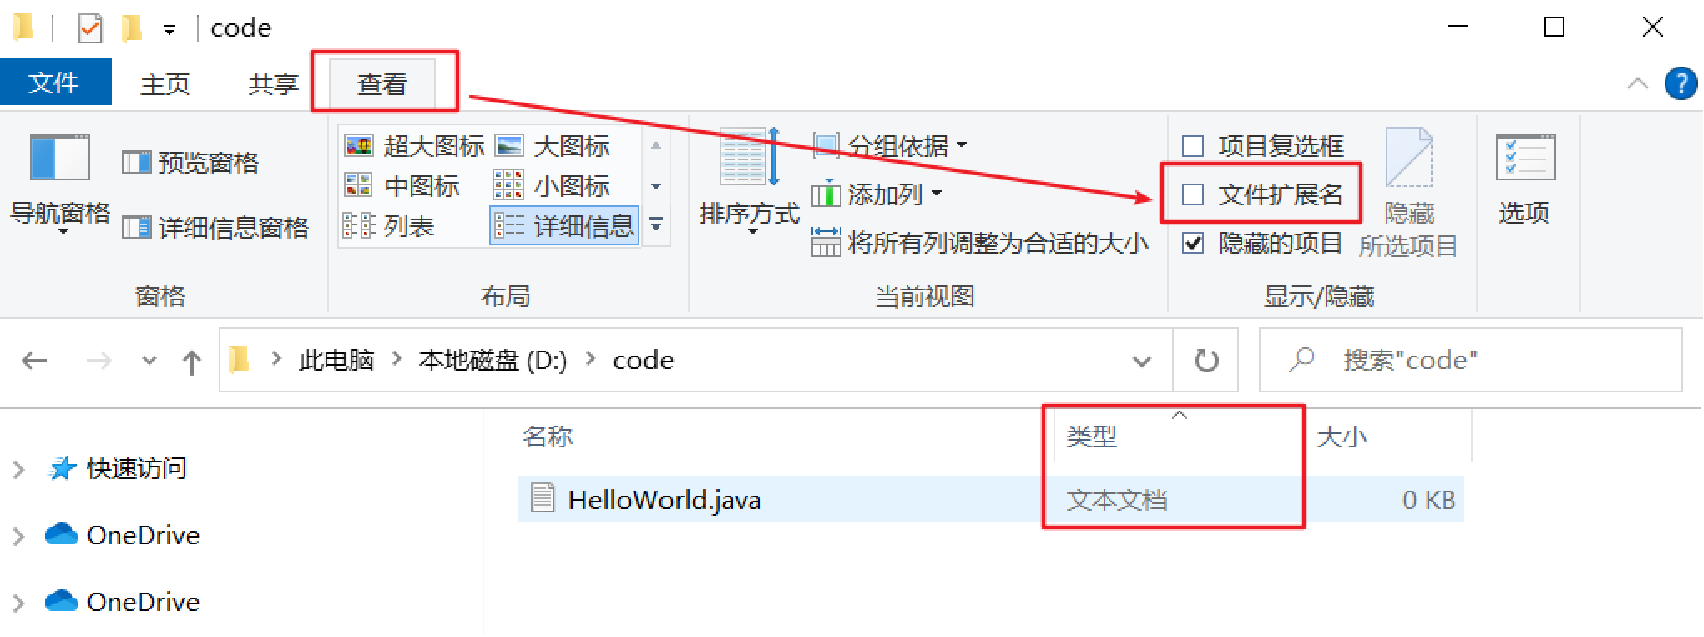 code
文件 主页 共享 查看
超大图标 大图标 分组依据 项目复选框
预览窗格 中图标 小图标 添加列 文件扩展名
导航窗格 详细信息窗格 列表 详细信息 排序方式 将所有列调整为合适的大小 隐藏的项目 隐藏 所选项目 选项
窗格 布局 当前视图 显示/隐藏
此电脑 本地磁盘 (D:) code 搜索"code"
名称 类型 大小
快速访问 HelloWorld.java 文本文档 0 KB
OneDrive
OneDrive